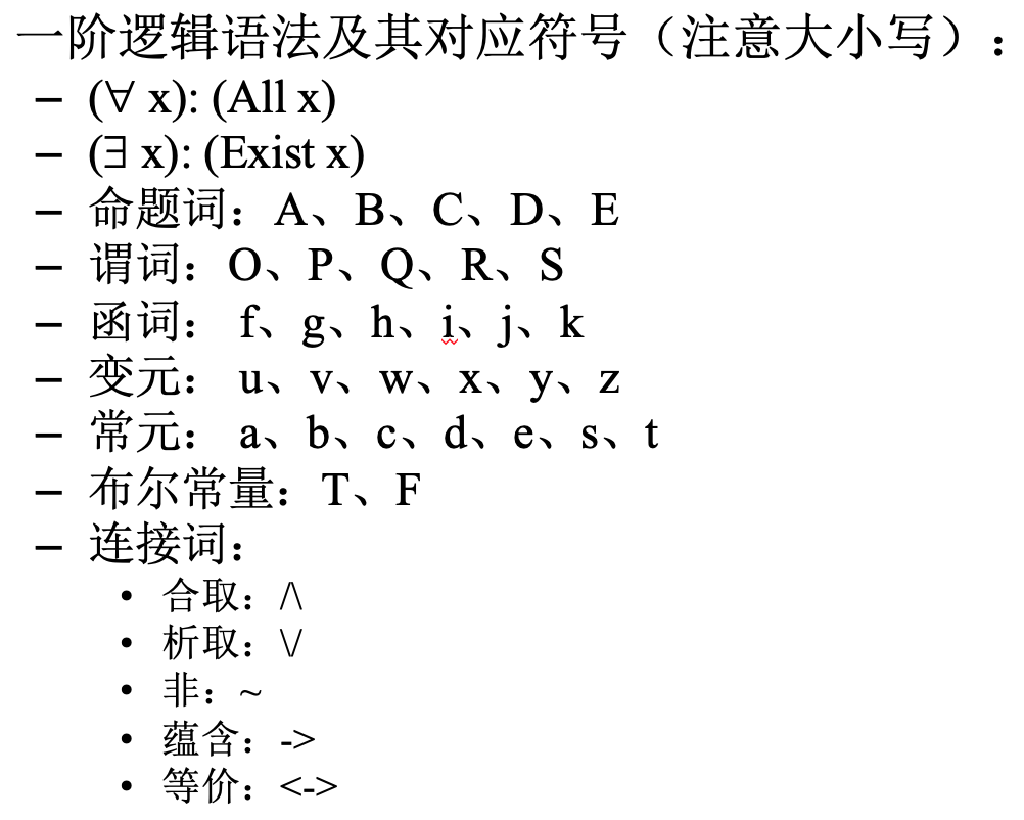 一阶逻辑语法及其对应符号（注意大小写）：
– (∀ x): (All x)
– (∃ x): (Exist x)
– 命题词：A、B、C、D、E
– 谓词：O、P、Q、R、S
– 函词： f、g、h、i、j、k
– 变元： u、v、w、x、y、z
– 常元： a、b、c、d、e、s、t
– 布尔常量：T、F
– 连接词：
• 合取：/\
• 析取：\/
• 非：~
• 蕴含：->
• 等价：<->